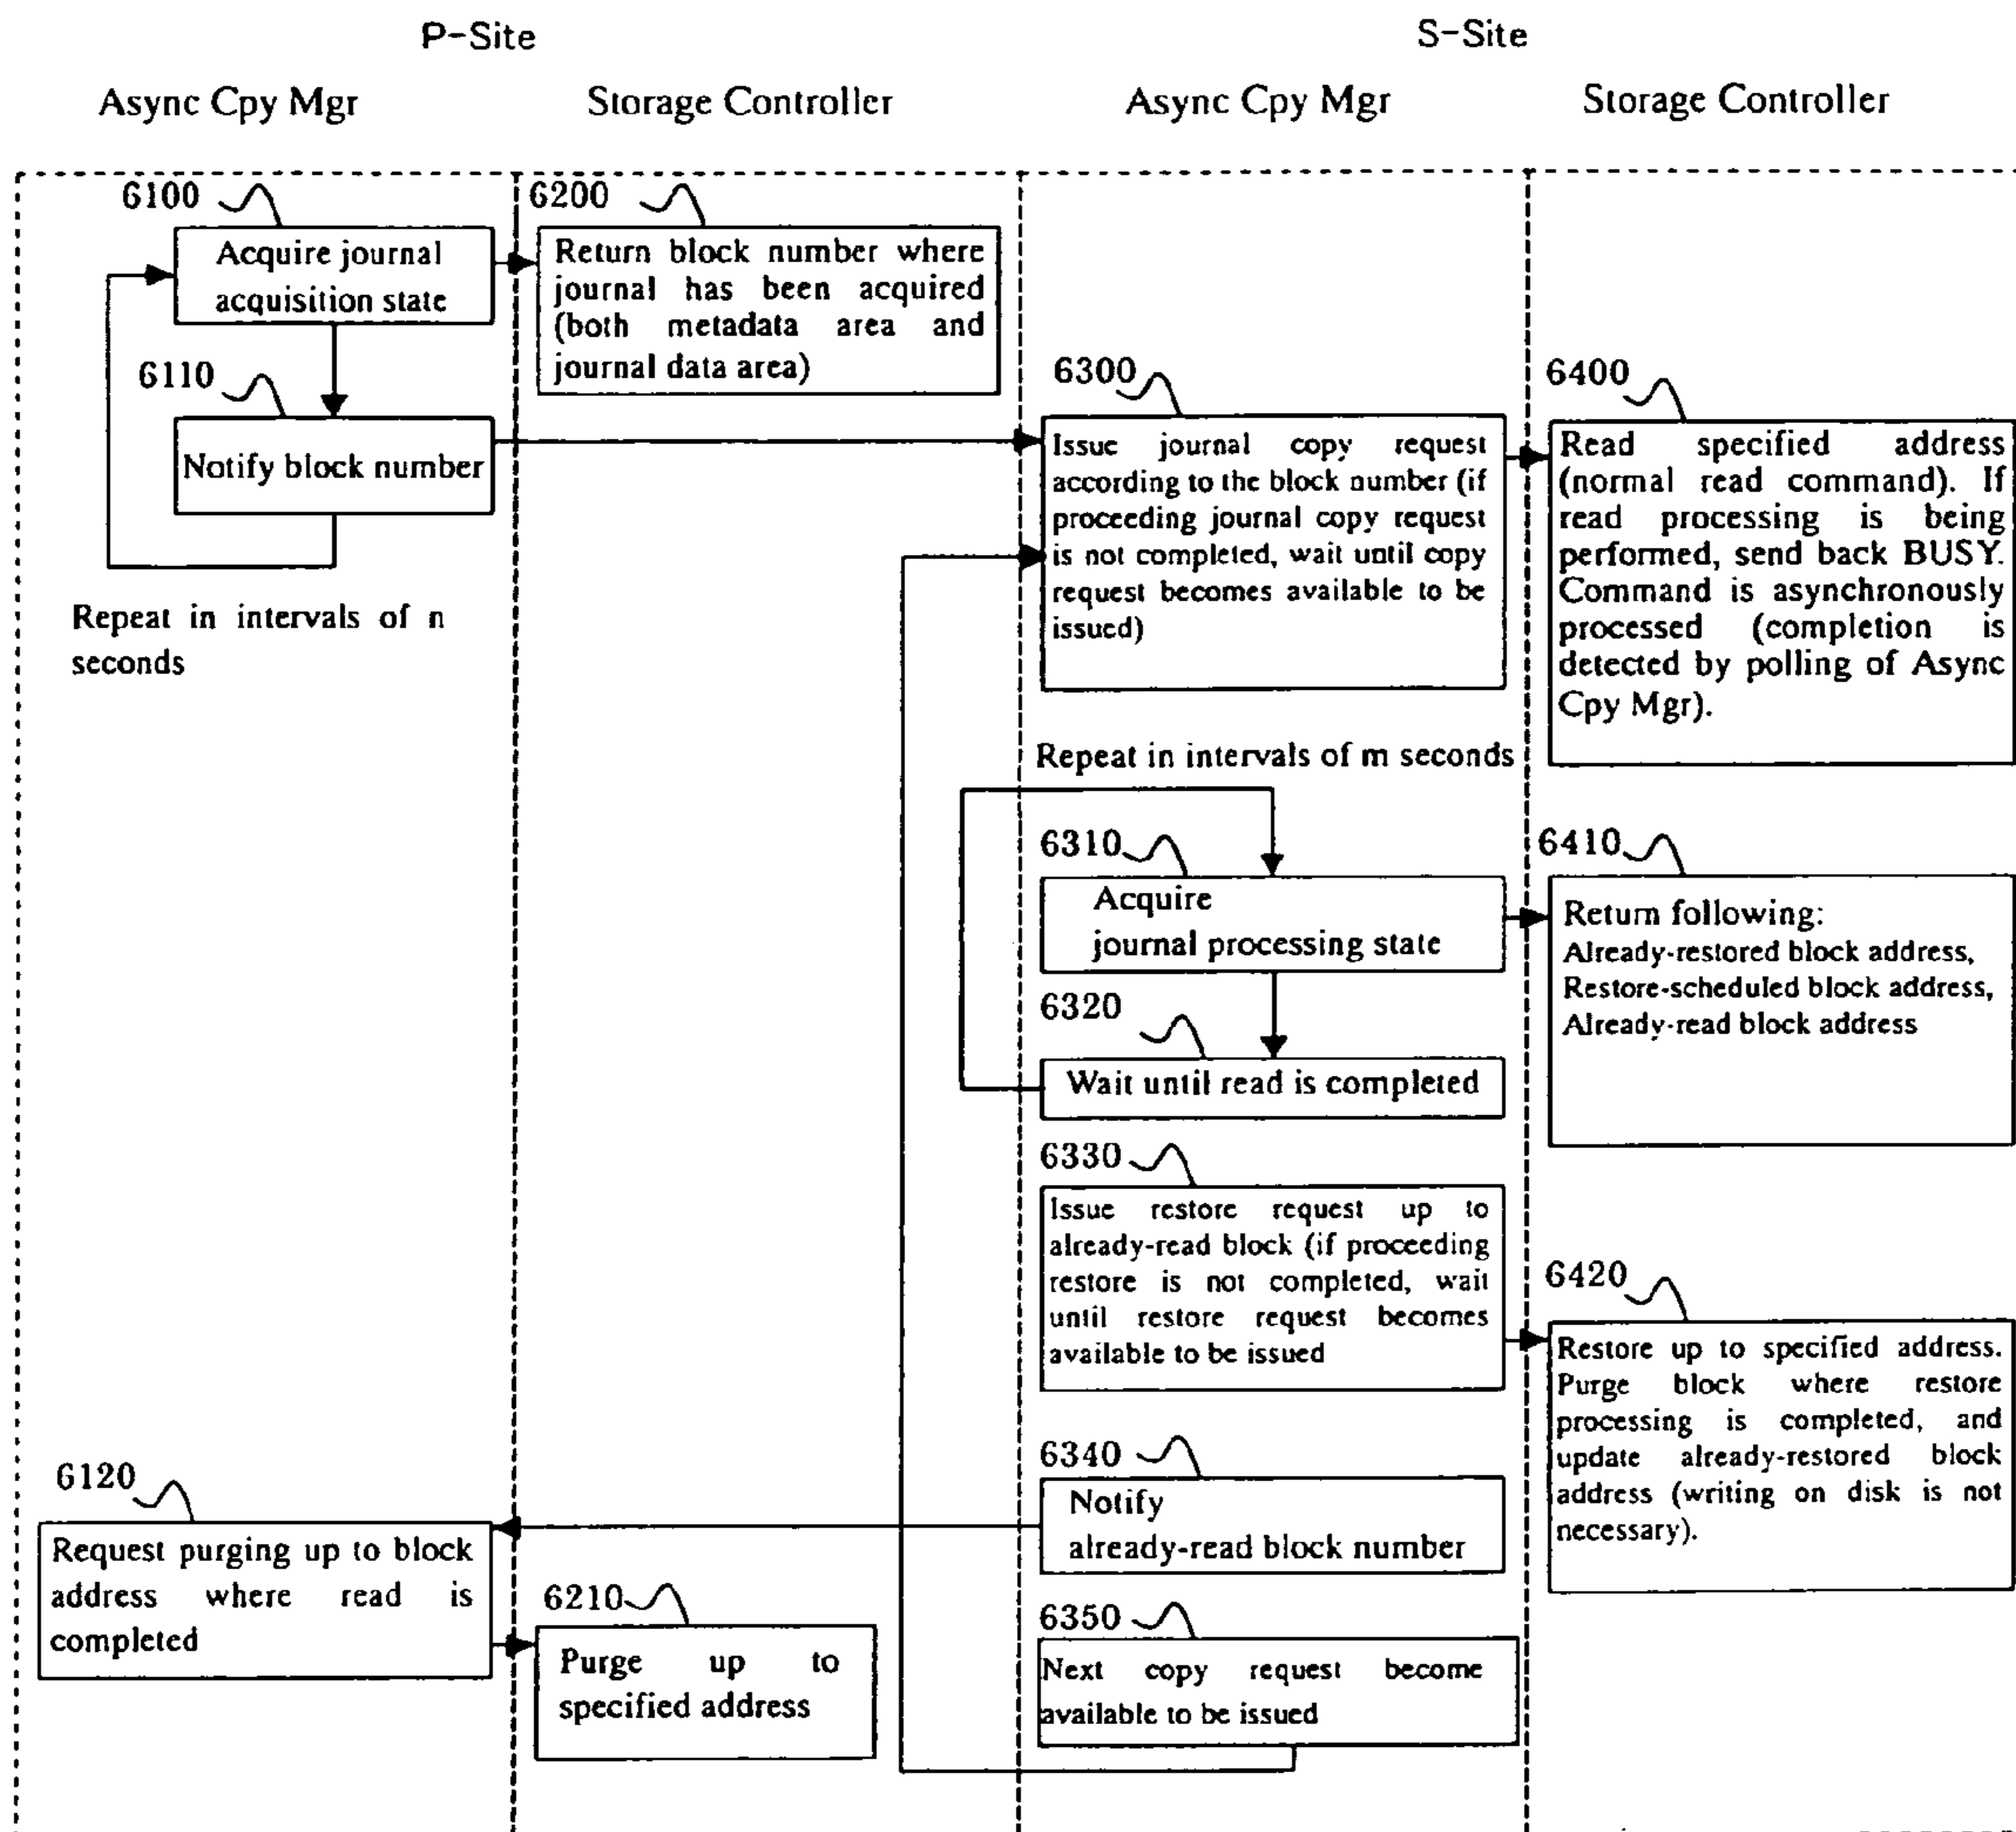 P-Site
S-Site
Async Cpy Mgr
Storage Controller
Async Cpy Mgr
Storage Controller
6100
Acquire journal
acquisition state
6200
Return block number where
journal has been acquired
(both metadata area and
journal data area)
6110
Notify block number
Repeat in intervals of n
seconds
6300
Issue journal copy request
according to the block number (if
proceeding journal copy request
is not completed, wait until copy
request becomes available to be
issued)
6400
Read specified address
(normal read command). If
read processing is being
performed, send back BUSY.
Command is asynchronously
processed (completion is
detected by polling of Async
Cpy Mgr).
Repeat in intervals of m seconds
6310
Acquire
journal processing state
6410
Return following:
Already-restored block address,
Restore-scheduled block address,
Already-read block address
6320
Wait until read is completed
6330
Issue restore request up to
already-read block (if proceeding
restore is not completed, wait
until restore request becomes
available to be issued
6420
Restore up to specified address.
Purge block where restore
processing is completed, and
update already-restored block
address (writing on disk is not
necessary).
6340
Notify
already-read block number
6120
Request purging up to block
address where read is
completed
6210
Purge up to
specified address
6350
Next copy request become
available to be issued